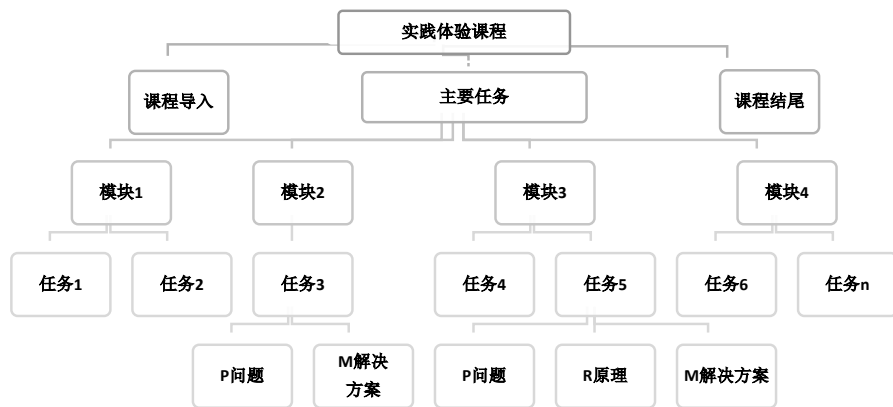 实践体验课程
课程导入
主要任务
课程结尾
模块1
模块2
模块3
模块4
任务1
任务2
任务3
任务4
任务5
任务6
任务n
P问题
M解决
方案
P问题
R原理
M解决方案